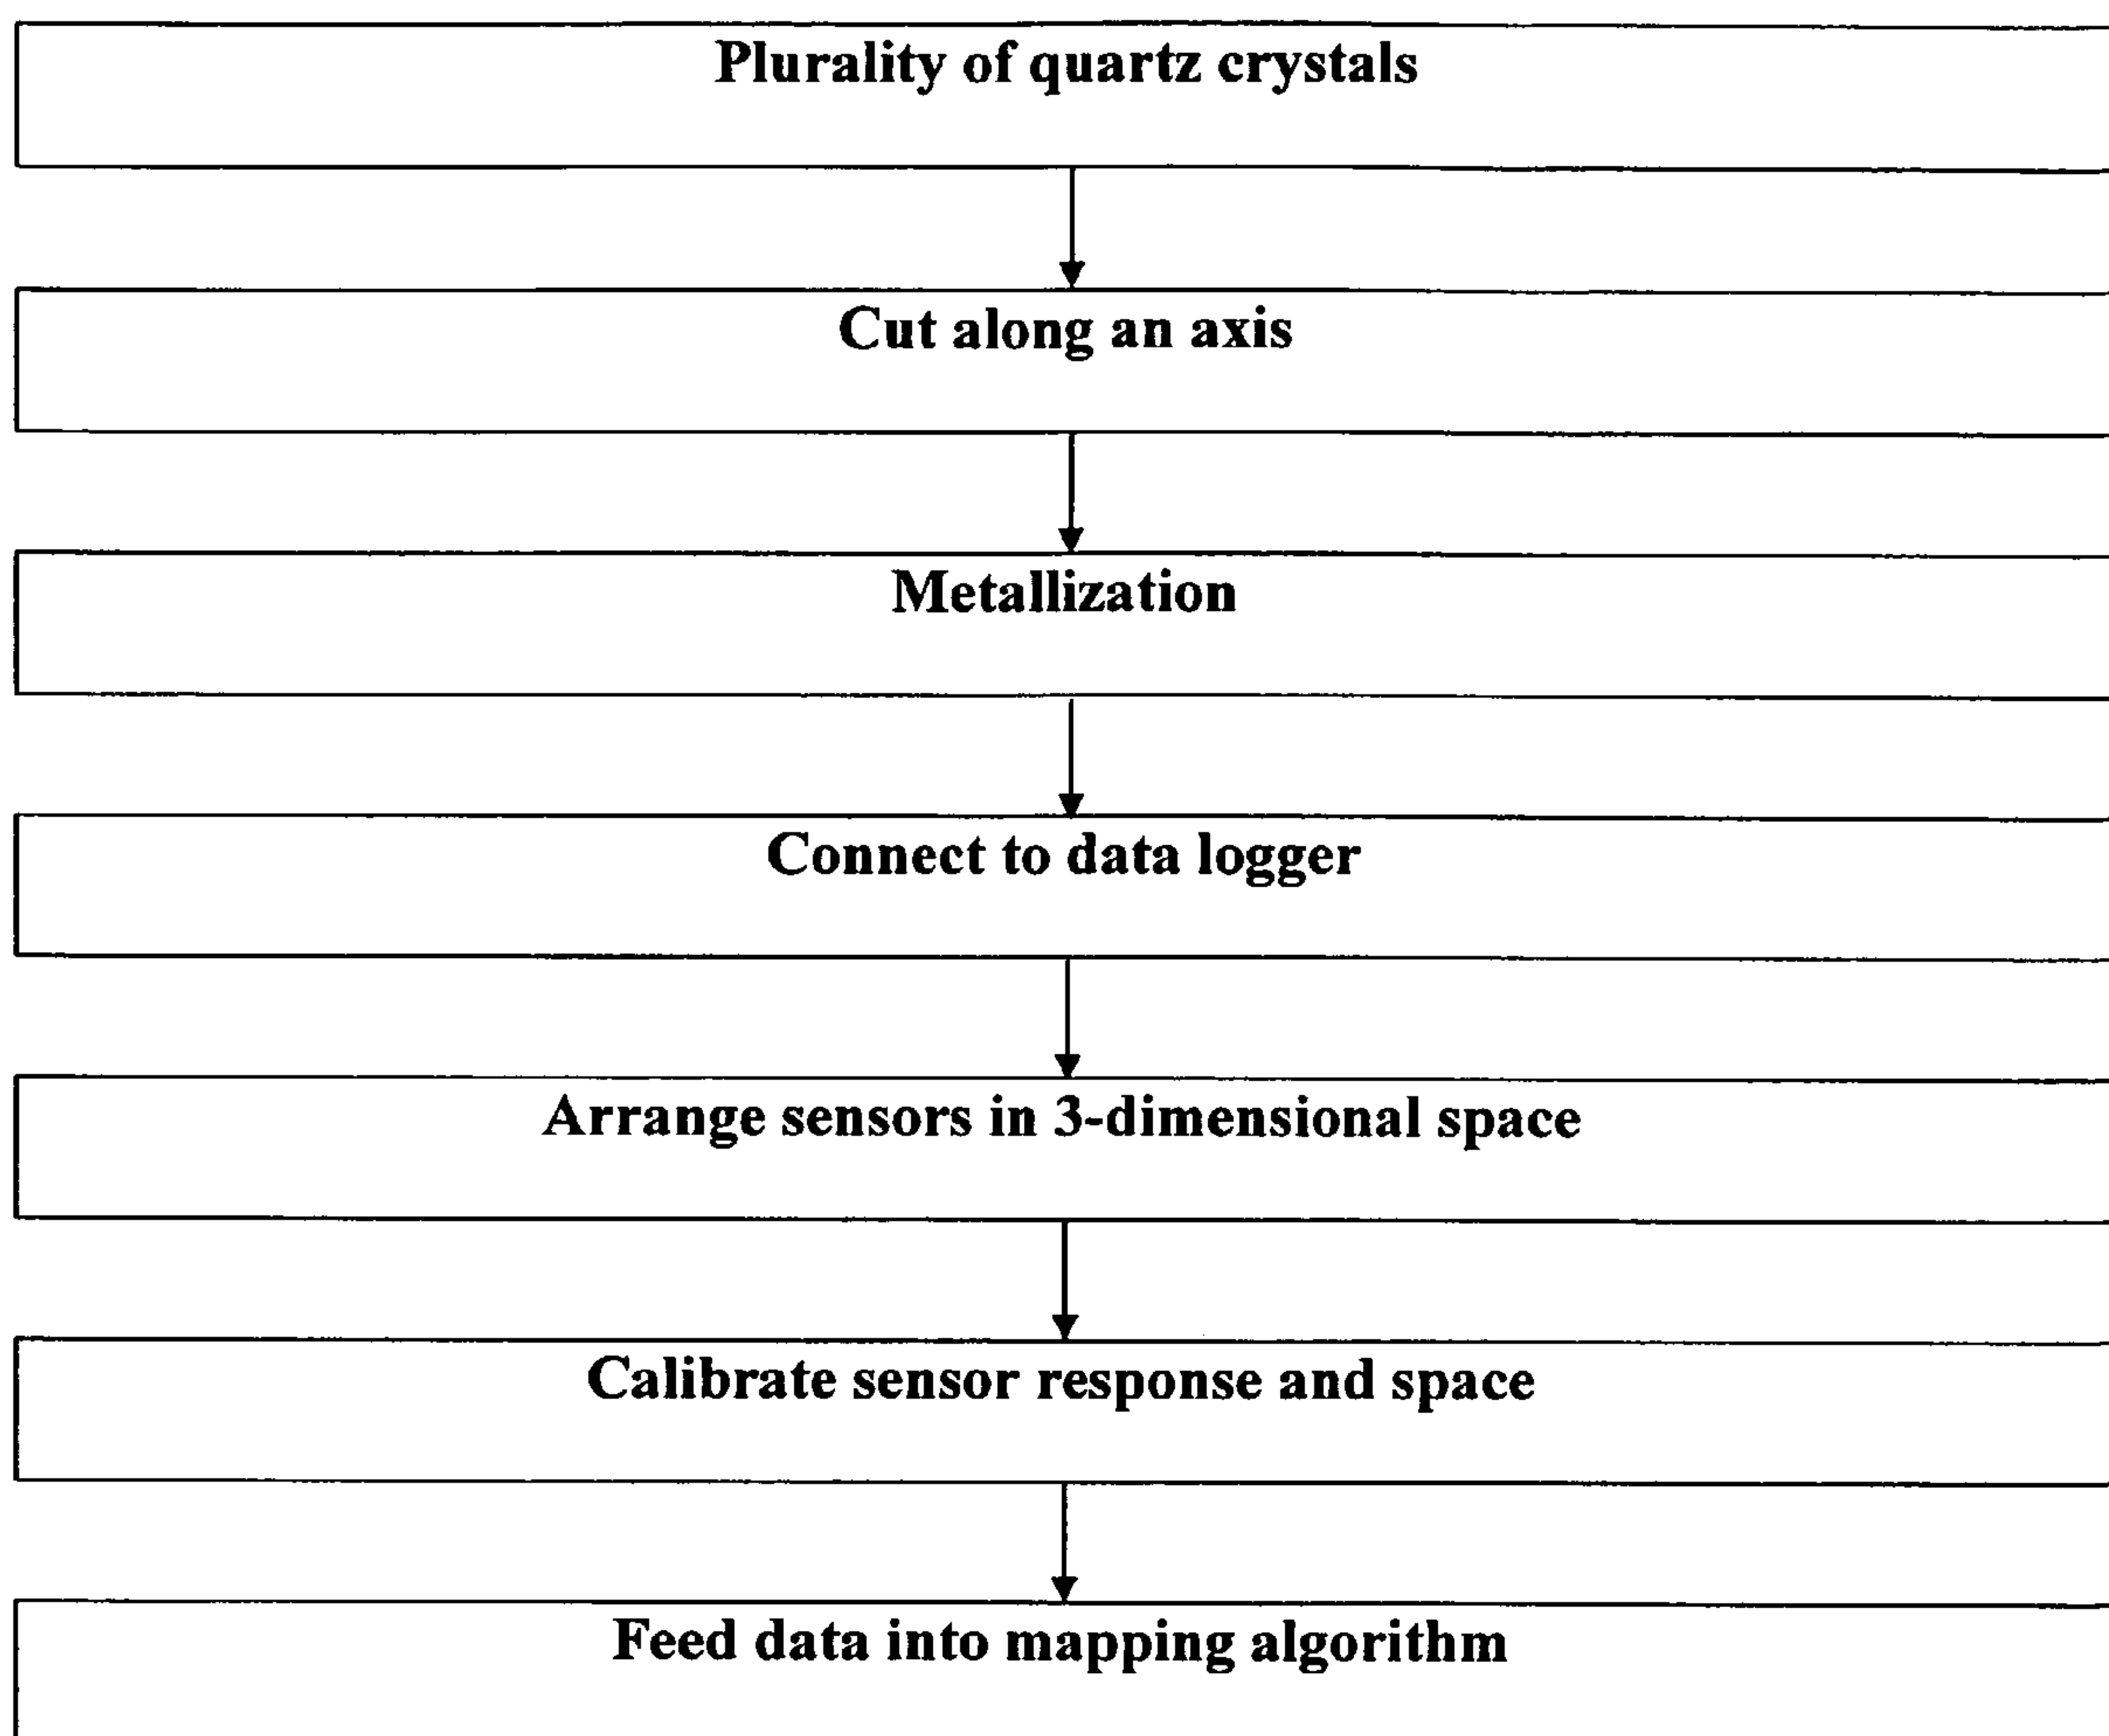 Plurality of quartz crystals
Cut along an axis
Metallization
Connect to data logger
Arrange sensors in 3-dimensional space
Calibrate sensor response and space
Feed data into mapping algorithm